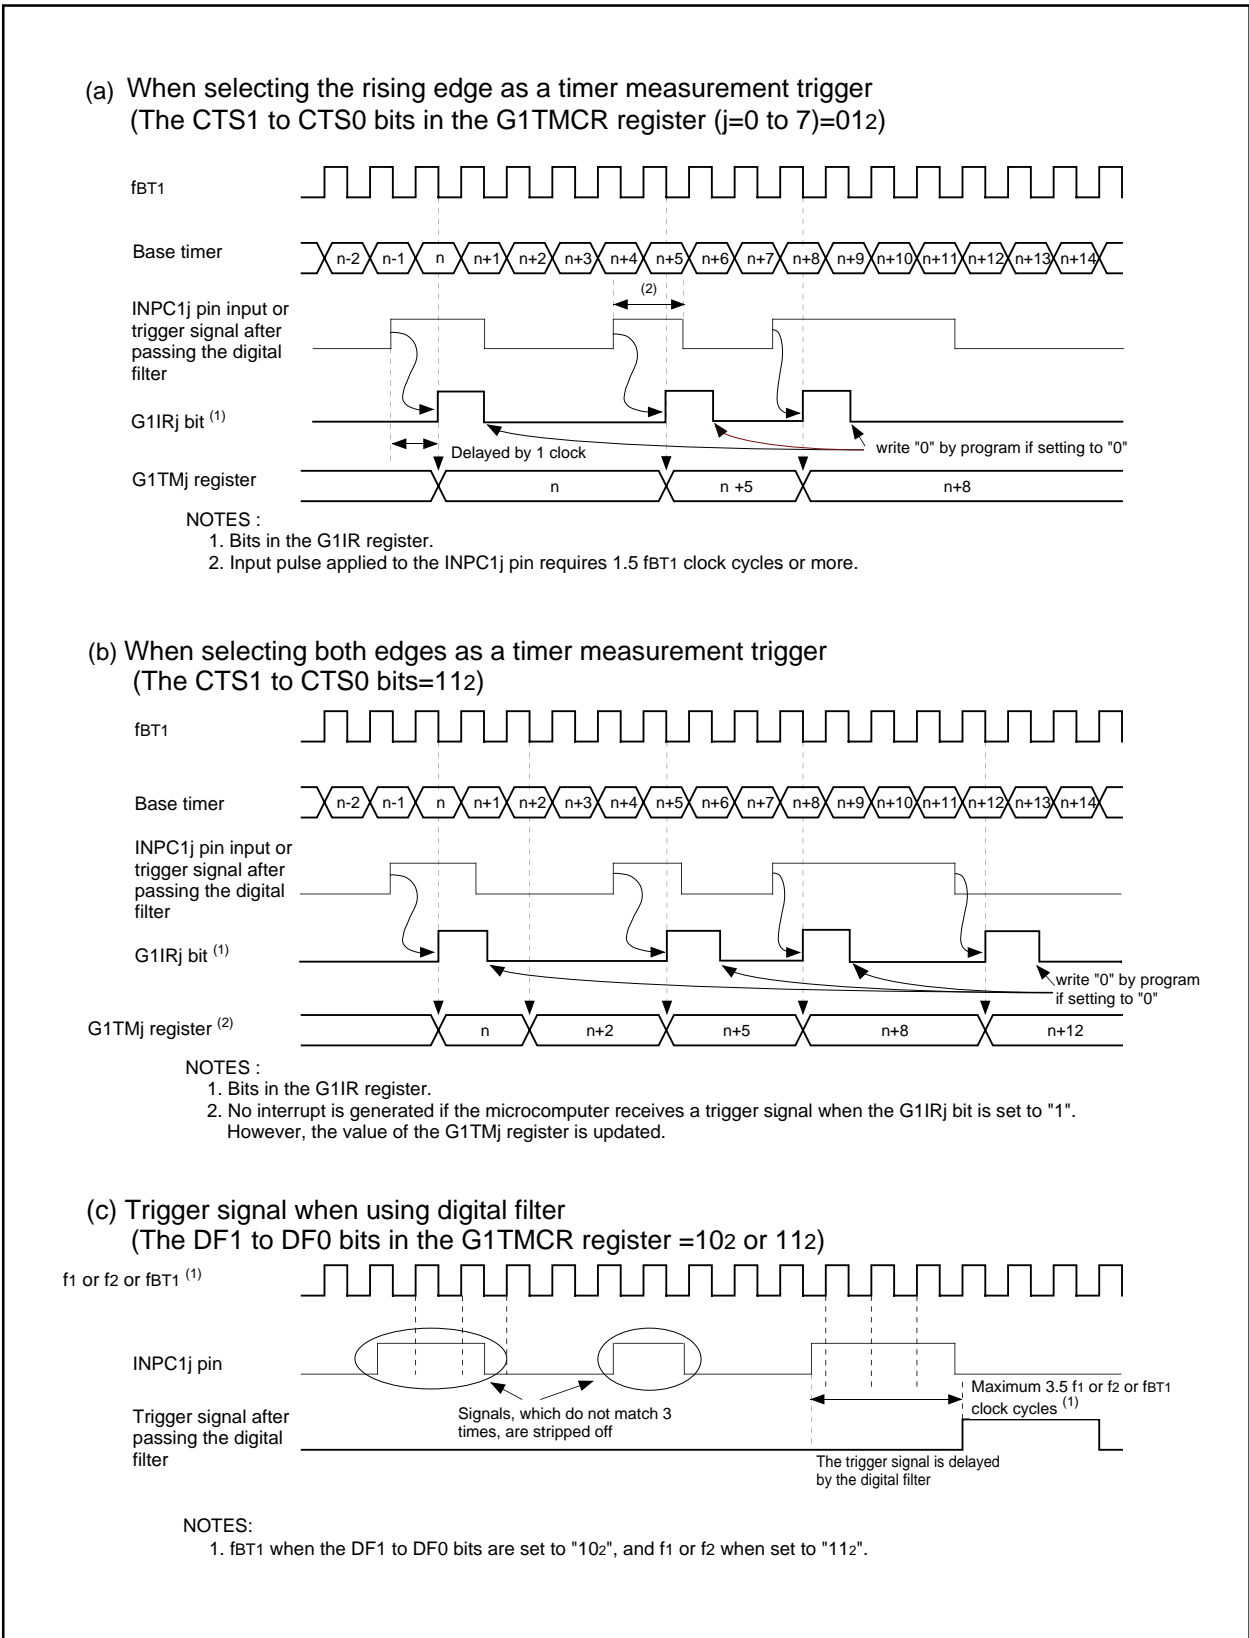 (a) When selecting the rising edge as a timer measurement trigger
(The CTS1 to CTS0 bits in the G1TMCR register (j=0 to 7)=012)
fBT1
Base timer
n-2 n-1 n n+1 n+2 n+3 n+4 n+5 n+6 n+7 n+8 n+9 n+10 n+11 n+12 n+13 n+14
(2)
INPC1j pin input or
trigger signal after
passing the digital
filter
G1IRj bit (1)
Delayed by 1 clock
write "0" by program if setting to "0"
G1TMj register
n n +5 n+8
NOTES :
1. Bits in the G1IR register.
2. Input pulse applied to the INPC1j pin requires 1.5 fBT1 clock cycles or more.
(b) When selecting both edges as a timer measurement trigger
(The CTS1 to CTS0 bits=112)
fBT1
Base timer
n-2 n-1 n n+1 n+2 n+3 n+4 n+5 n+6 n+7 n+8 n+9 n+10 n+11 n+12 n+13 n+14
INPC1j pin input or
trigger signal after
passing the digital
filter
G1IRj bit (1)
write "0" by program
if setting to "0"
G1TMj register (2)
n n+2 n+5 n+8 n+12
NOTES :
1. Bits in the G1IR register.
2. No interrupt is generated if the microcomputer receives a trigger signal when the G1IRj bit is set to "1".
However, the value of the G1TMj register is updated.
(c) Trigger signal when using digital filter
(The DF1 to DF0 bits in the G1TMCR register =102 or 112)
f1 or f2 or fBT1 (1)
INPC1j pin
Maximum 3.5 f1 or f2 or fBT1
clock cycles (1)
Signals, which do not match 3
times, are stripped off
Trigger signal after
passing the digital
filter
The trigger signal is delayed
by the digital filter
NOTES:
1. fBT1 when the DF1 to DF0 bits are set to "102", and f1 or f2 when set to "112".